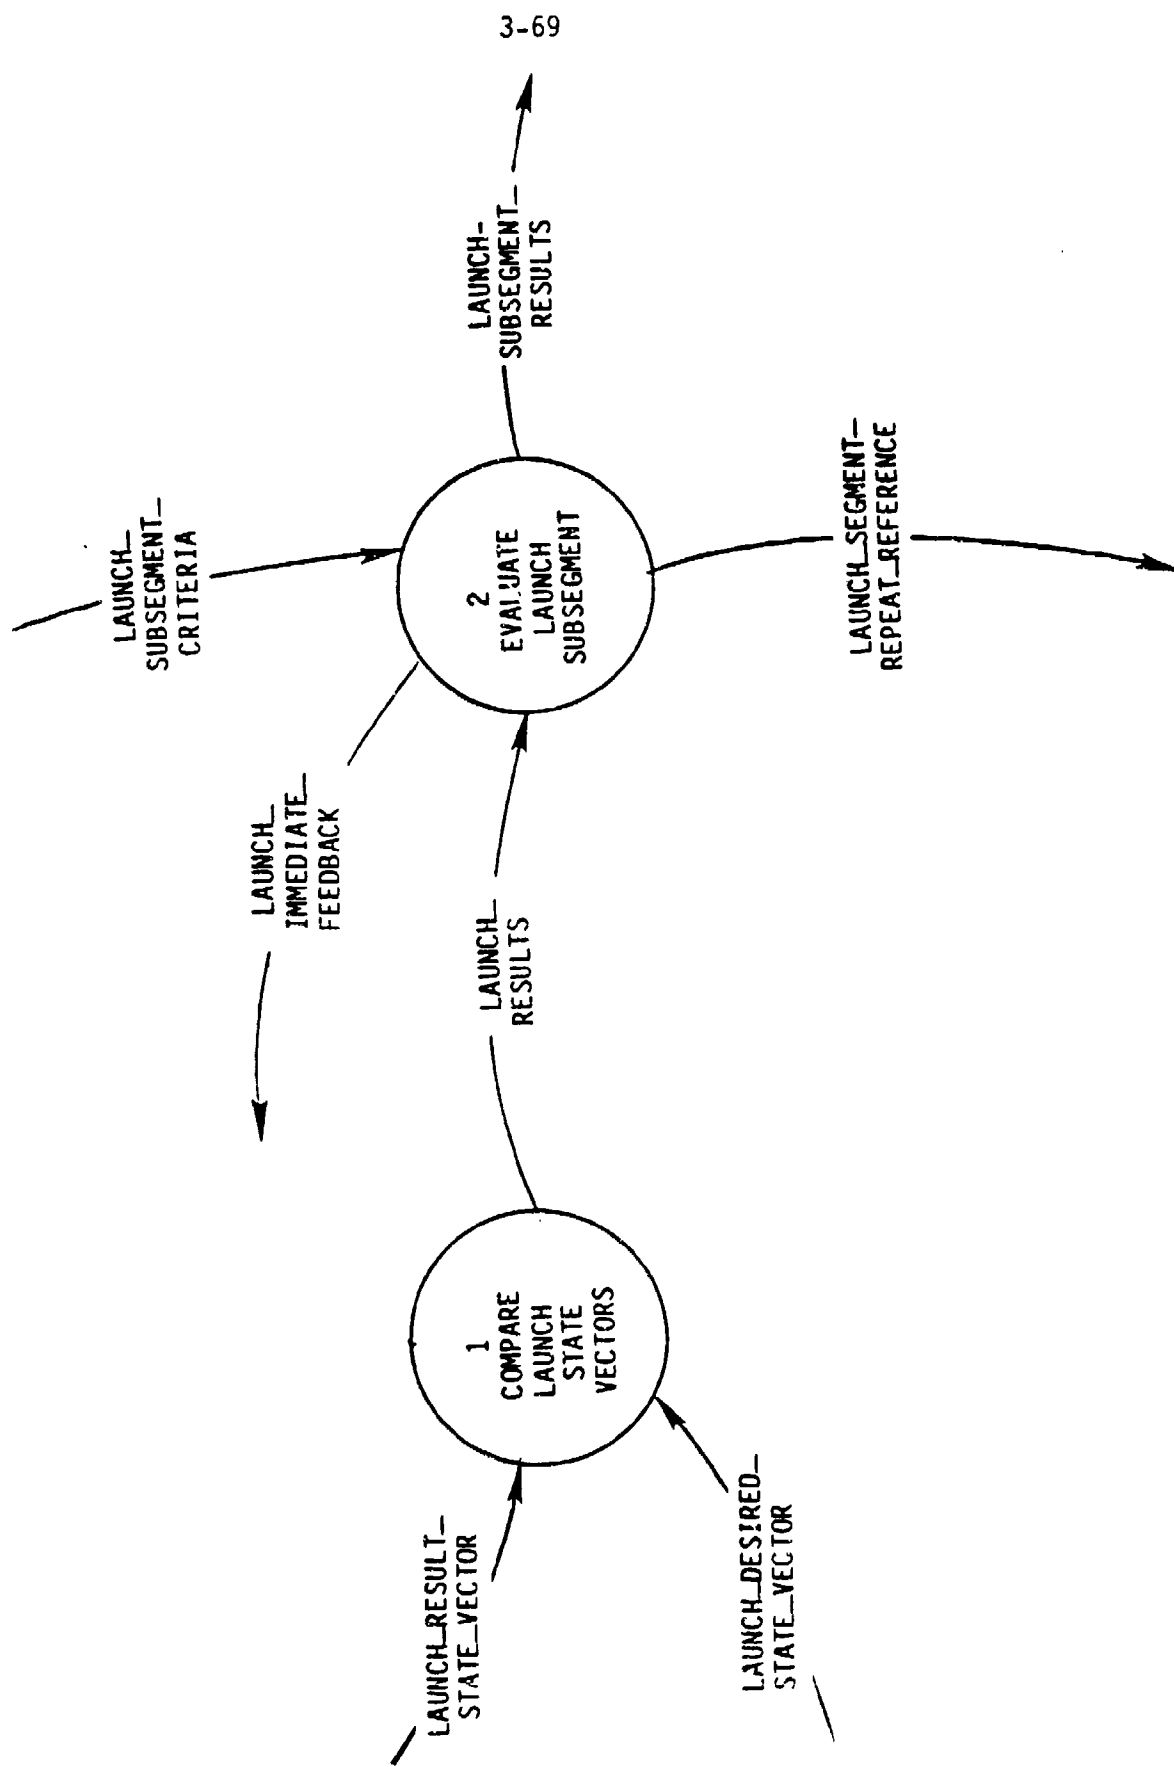 3-69
LAUNCH_
SUBSEGMENT_
CRITERIA
LAUNCH_
IMMEDIATE_
FEEDBACK
LAUNCH-
SUBSEGMENT_
RESULTS
2
EVALUATE
LAUNCH
SUBSEGMENT
LAUNCH_
RESULTS
LAUNCH_SEGMENT_
REPEAT_REFERENCE
1
COMPARE
LAUNCH
STATE
VECTORS
LAUNCH_RESULT_
STATE_VECTOR
LAUNCH_DESIRED_
STATE_VECTOR